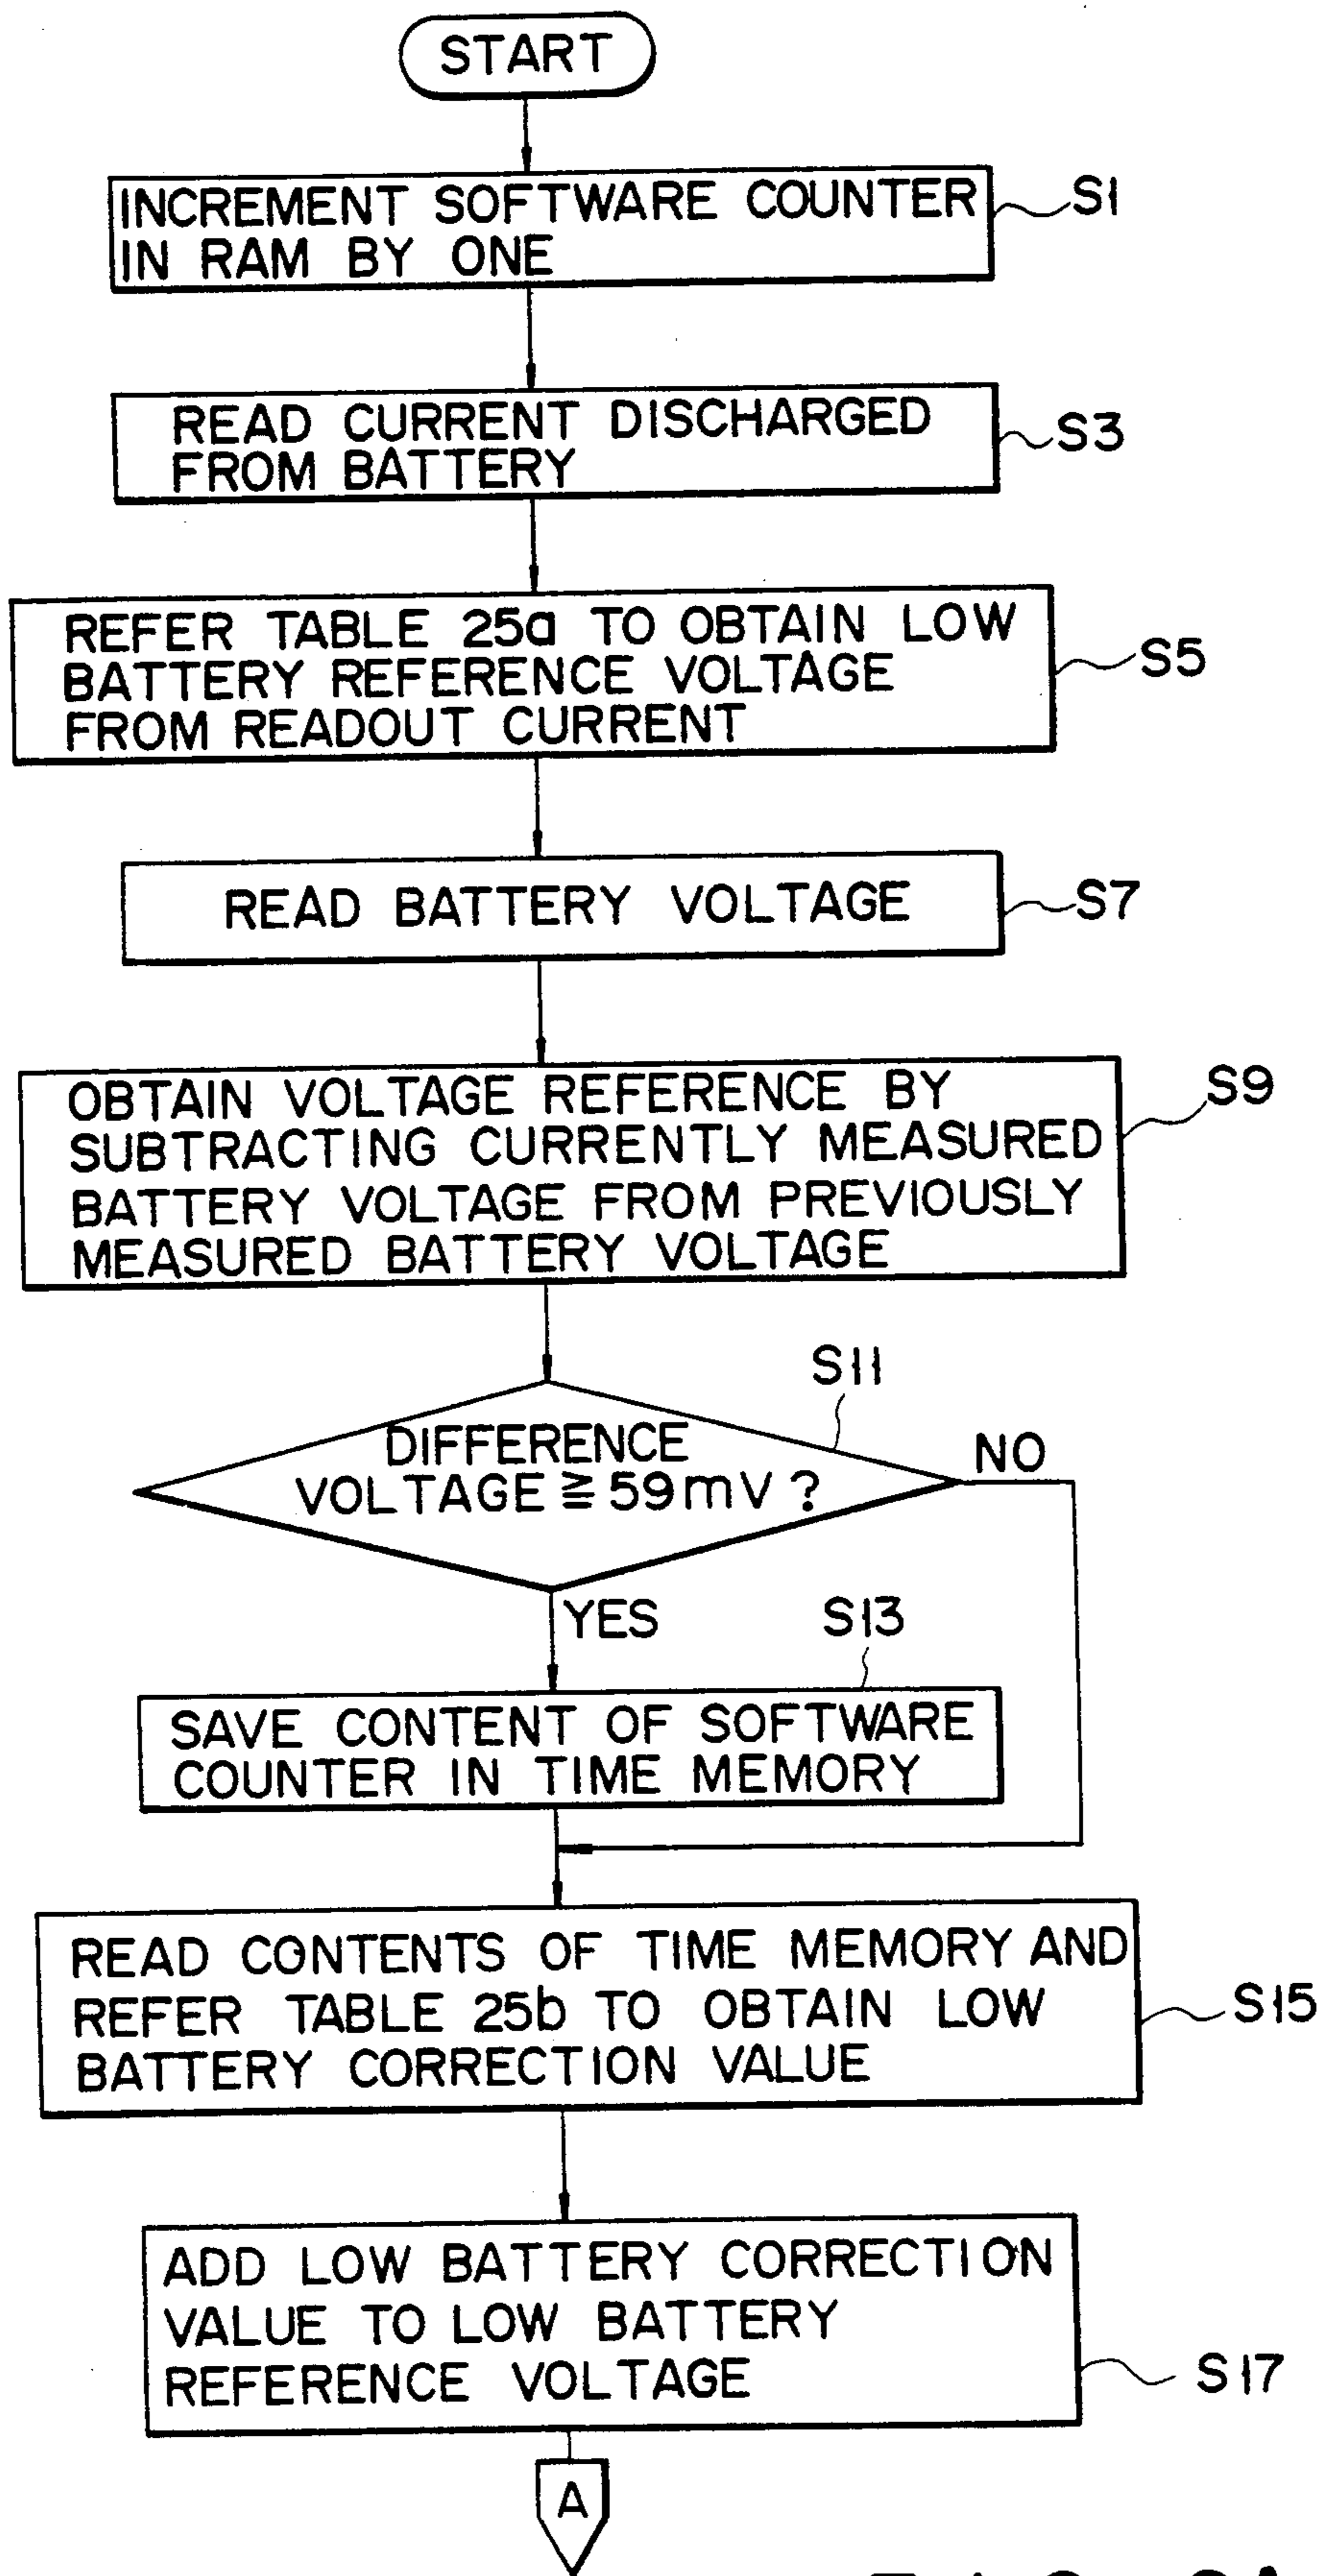 START
INCREMENT SOFTWARE COUNTER
IN RAM BY ONE
S1
READ CURRENT DISCHARGED
FROM BATTERY
S3
REFER TABLE 25a TO OBTAIN LOW
BATTERY REFERENCE VOLTAGE
FROM READOUT CURRENT
S5
READ BATTERY VOLTAGE
S7
OBTAIN VOLTAGE REFERENCE BY
SUBTRACTING CURRENTLY MEASURED
BATTERY VOLTAGE FROM PREVIOUSLY
MEASURED BATTERY VOLTAGE
S9
S11
DIFFERENCE
VOLTAGE ≧ 59mV ?
NO
YES
S13
SAVE CONTENT OF SOFTWARE
COUNTER IN TIME MEMORY
READ CONTENTS OF TIME MEMORY AND
REFER TABLE 25b TO OBTAIN LOW
BATTERY CORRECTION VALUE
S15
ADD LOW BATTERY CORRECTION
VALUE TO LOW BATTERY
REFERENCE VOLTAGE
S17
A